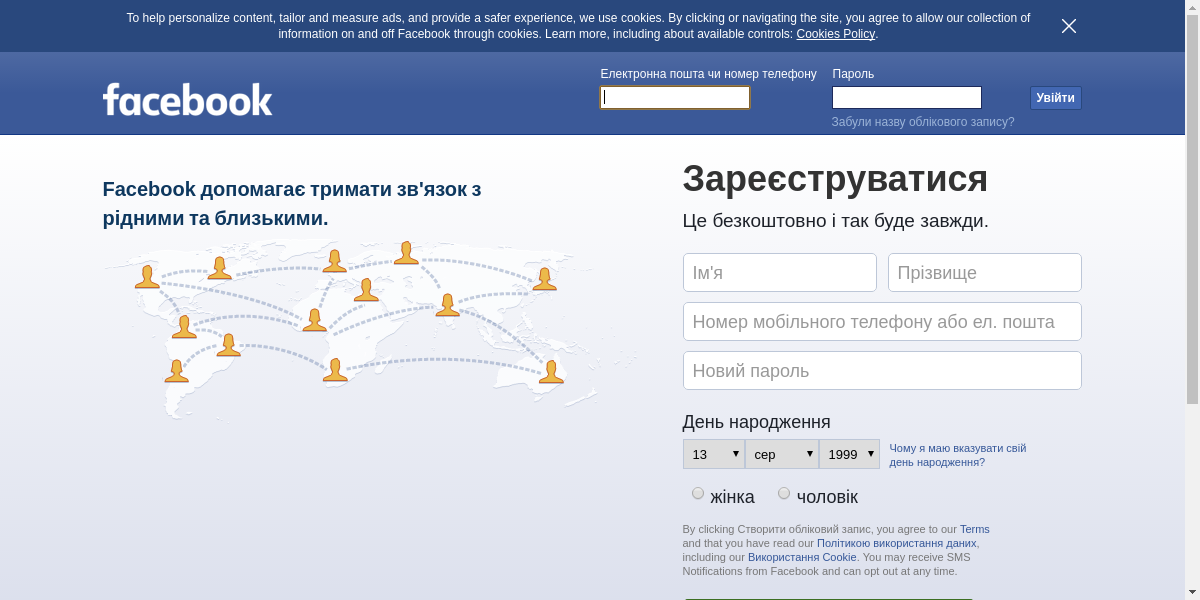 To help personalize content, tailor and measure ads, and provide a safer experience, we use cookies. By clicking or navigating the site, you agree to allow our collection of
information on and off Facebook through cookies. Learn more, including about available controls: Cookies Policy.
facebook
Електронна пошта чи номер телефону
Пароль
Увійти
Забули назву облікового запису?
Facebook допомагає тримати зв'язок з
рідними та близькими.
Зареєструватися
Це безкоштовно і так буде завжди.
Ім'я
Прізвище
Номер мобільного телефону або ел. пошта
Новий пароль
День народження
13
сер
1999
Чому я маю вказувати свій
день народження?
жінка
чоловік
By clicking Створити обліковий запис, you agree to our Terms
and that you have read our Політикою використання даних,
including our Використання Cookie. You may receive SMS
Notifications from Facebook and can opt out at any time.